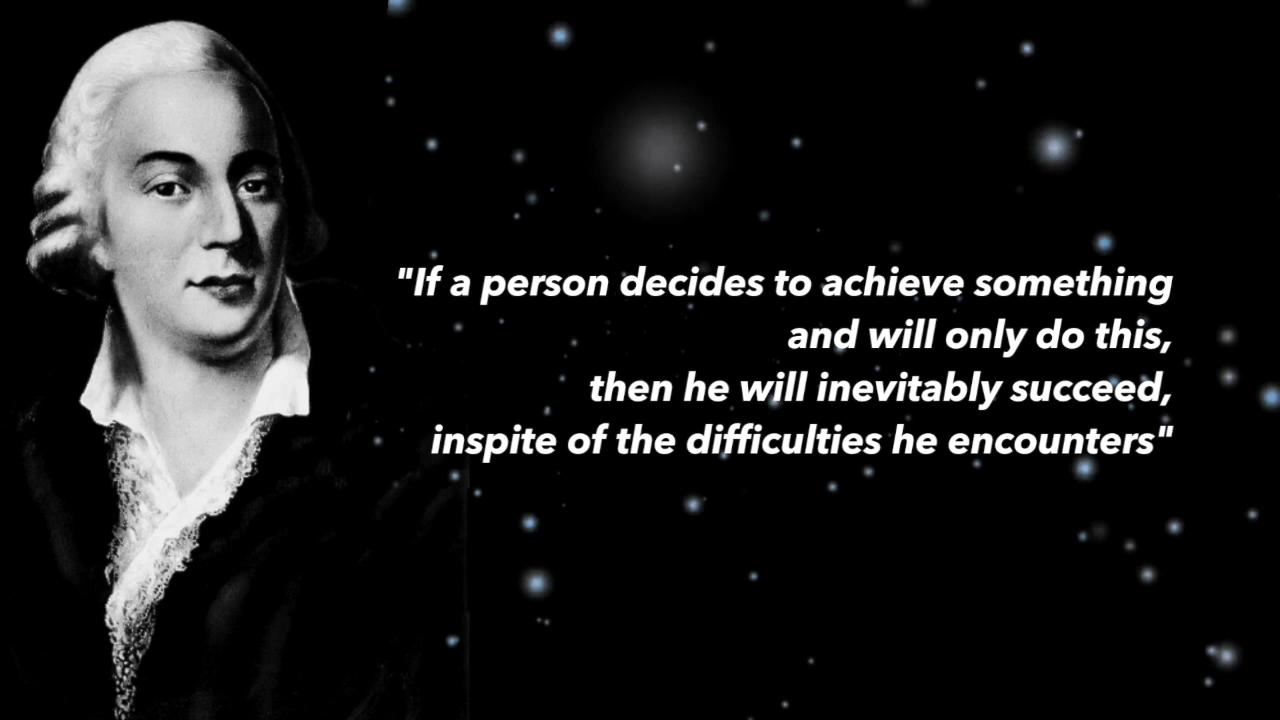 "If a person decides to achieve something
and will only do this,
then he will inevitably succeed,
inspite of the difficulties he encounters"